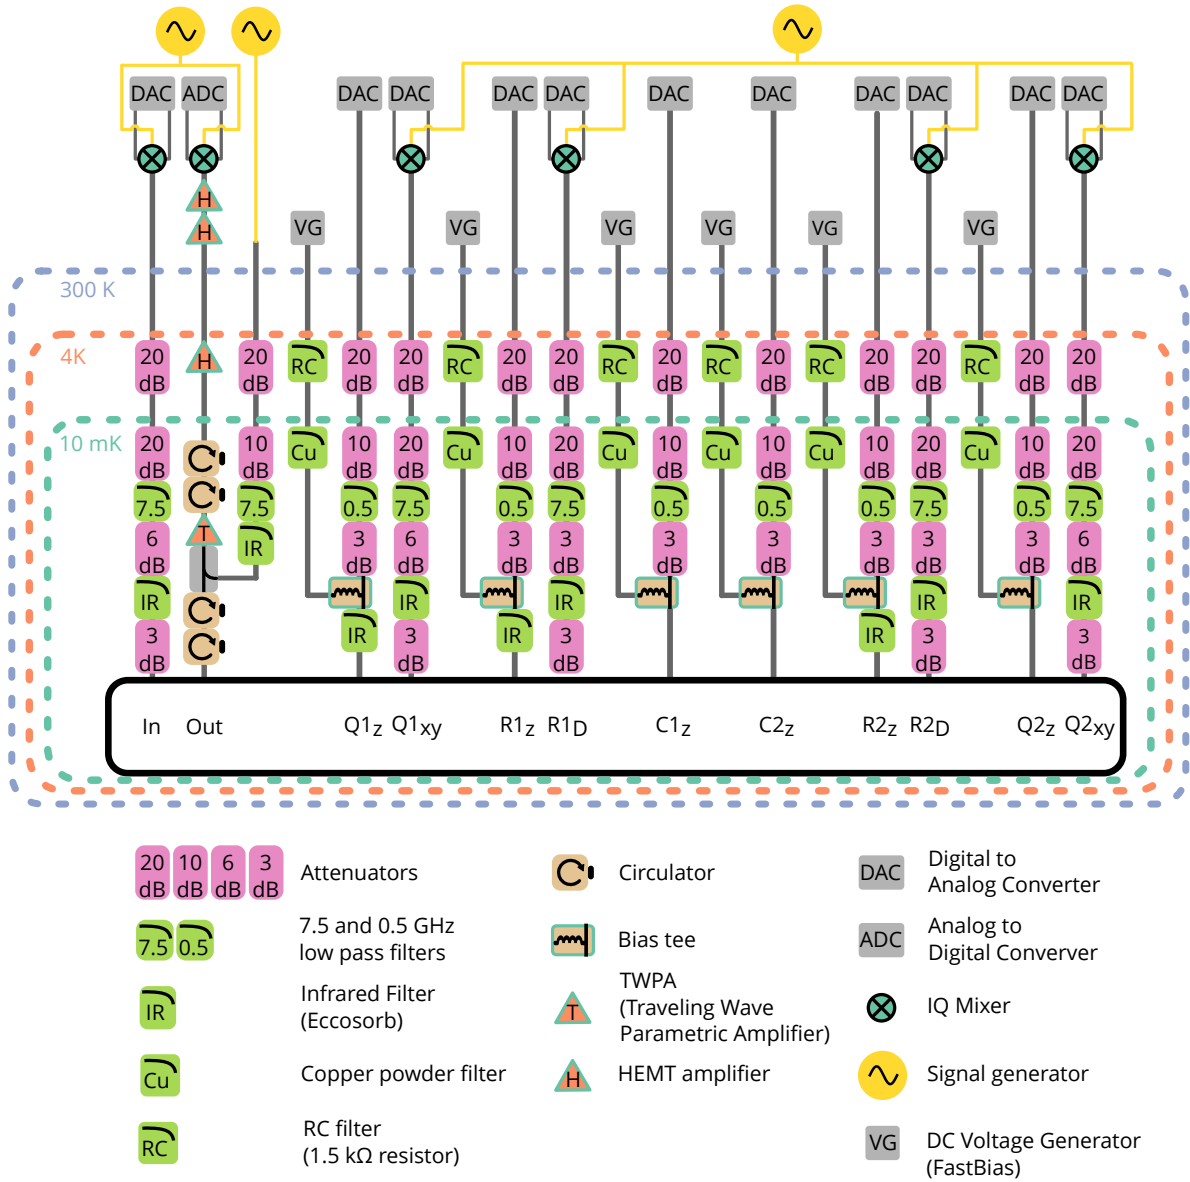 DAC ADC DAC DAC DAC DAC DAC DAC DAC DAC DAC DAC
H
H VG VG VG VG VG VG
300 K
4K 20 dB H 20 dB RC 20 dB 20 dB RC 20 dB 20 dB RC 20 dB RC 20 dB RC 20 dB 20 dB RC 20 dB 20 dB
10 mK 20 dB 10 dB Cu 10 dB 20 dB Cu 10 dB 20 dB Cu 10 dB Cu 10 dB Cu 10 dB 20 dB Cu 10 dB 20 dB
7.5 7.5 0.5 7.5 0.5 7.5 0.5 0.5 0.5 7.5 0.5 7.5
6 dB T IR 3 dB 6 dB 3 dB 3 dB 3 dB 3 dB 3 dB 3 dB 3 dB 6 dB
IR IR IR IR IR
3 dB IR 3 dB IR 3 dB IR 3 dB 3 dB
In Out Q1z Q1xy R1z R1D C1z C2z R2z R2D Q2z Q2xy
20 dB 10 dB 6 dB 3 dB Attenuators
7.5 0.5 7.5 and 0.5 GHz
low pass filters
IR Infrared Filter
(Eccosorb)
Cu Copper powder filter
RC RC filter
(1.5 kΩ resistor)
Circulator
Bias tee
T TWPA
(Traveling Wave
Parametric Amplifier)
H HEMT amplifier
DAC Digital to
Analog Converter
ADC Analog to
Digital Converver
IQ Mixer
Signal generator
VG DC Voltage Generator
(FastBias)